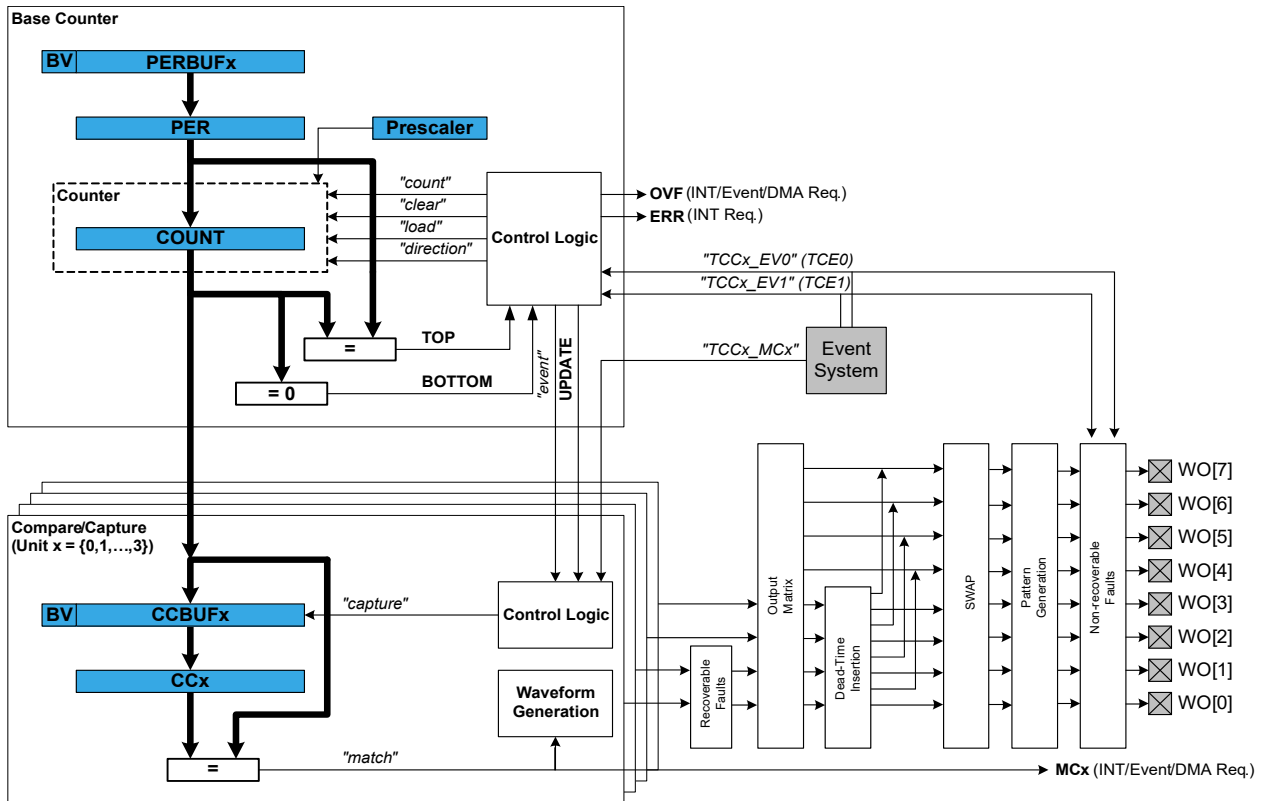 Base Counter
BV
PERBUFx
PER
Prescaler
Counter
COUNT
"count"
"clear"
"load"
"direction"
Control Logic
OVF (INT/Event/DMA Req.)
ERR (INT Req.)
"TCCx_EV0" (TCE0)
"TCCx_EV1" (TCE1)
"TCCx_MCx"
Event
System
=
TOP
= 0
BOTTOM
"event"
UPDATE
Compare/Capture
(Unit x = {0,1,…,3})
BV
CCBUFx
CCx
"capture"
Control Logic
Waveform
Generation
=
"match"
Recoverable
Faults
Output
Matrix
Dead-Time
Insertion
SWAP
Pattern
Generation
Non-recoverable
Faults
WO[7]
WO[6]
WO[5]
WO[4]
WO[3]
WO[2]
WO[1]
WO[0]
MCx (INT/Event/DMA Req.)